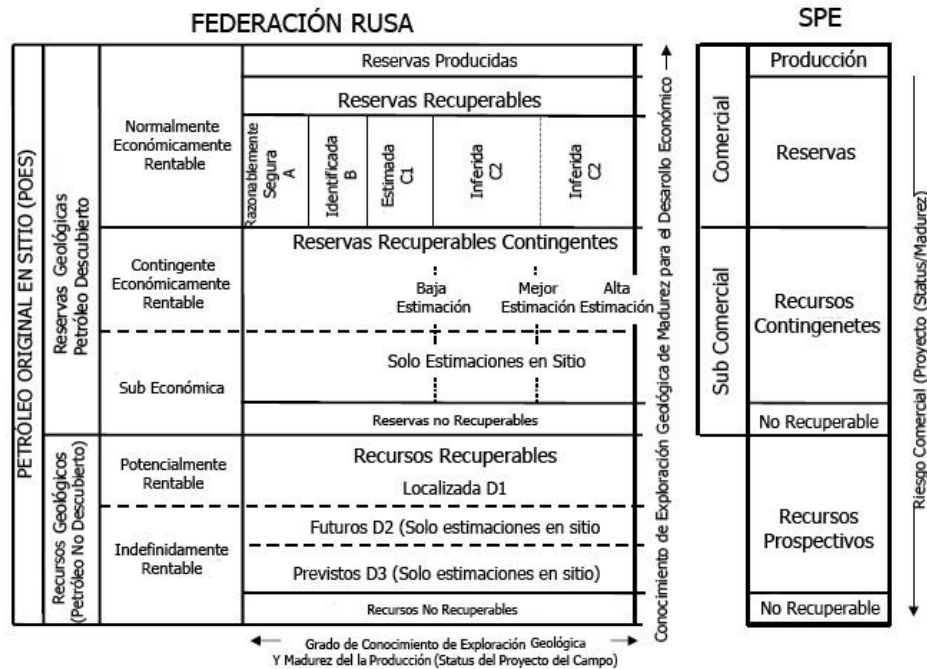 FEDERACIÓN RUSA
SPE
PETRÓLEO ORIGINAL EN SITIO (POES)
Reservas Geológicas
Petróleo Descubierto
Normalmente
Económicamente
Rentable
Reservas Producidas
Reservas Recuperables
Razonablemente
Segura
A
Identificada
B
Estimada
C1
Inferida
C2
Inferida
C2
Contingente
Económicamente
Rentable
Reservas Recuperables Contingentes
Baja
Estimación
Mejor
Estimación
Alta
Estimación
Sub Económica
Solo Estimaciones en Sitio
Reservas no Recuperables
Recursos Geológicos
(Petróleo No Descubierto)
Potencialmente
Rentable
Recursos Recuperables
Localizada D1
Indefinidamente
Rentable
Futuros D2 (Solo estimaciones en sitio
Previstos D3 (Solo estimaciones en sitio)
Recursos No Recuperables
Grado de Conocimiento de Exploración Geológica
Y Madurez del la Producción (Status del Proyecto del Campo)
Conocimiento de Exploración Geológica de Madurez para el Desarollo Económico
Comercial
Producción
Reservas
Sub Comercial
Recursos
Contingenetes
No Recuperable
Recursos
Prospectivos
No Recuperable
Riesgo Comercial (Proyecto (Status/Madurez)